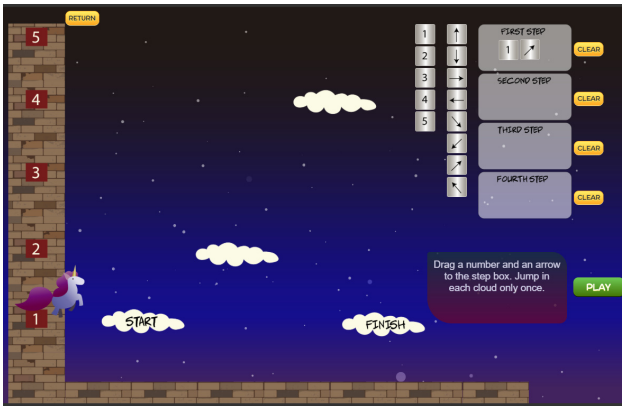 RETURN
5
4
3
2
1
START
FINISH
1
2
3
4
5
FIRST STEP
1
CLEAR
SECOND STEP
CLEAR
THIRD STEP
CLEAR
FOURTH STEP
CLEAR
Drag a number and an arrow
to the step box. Jump in
each cloud only once.
PLAY